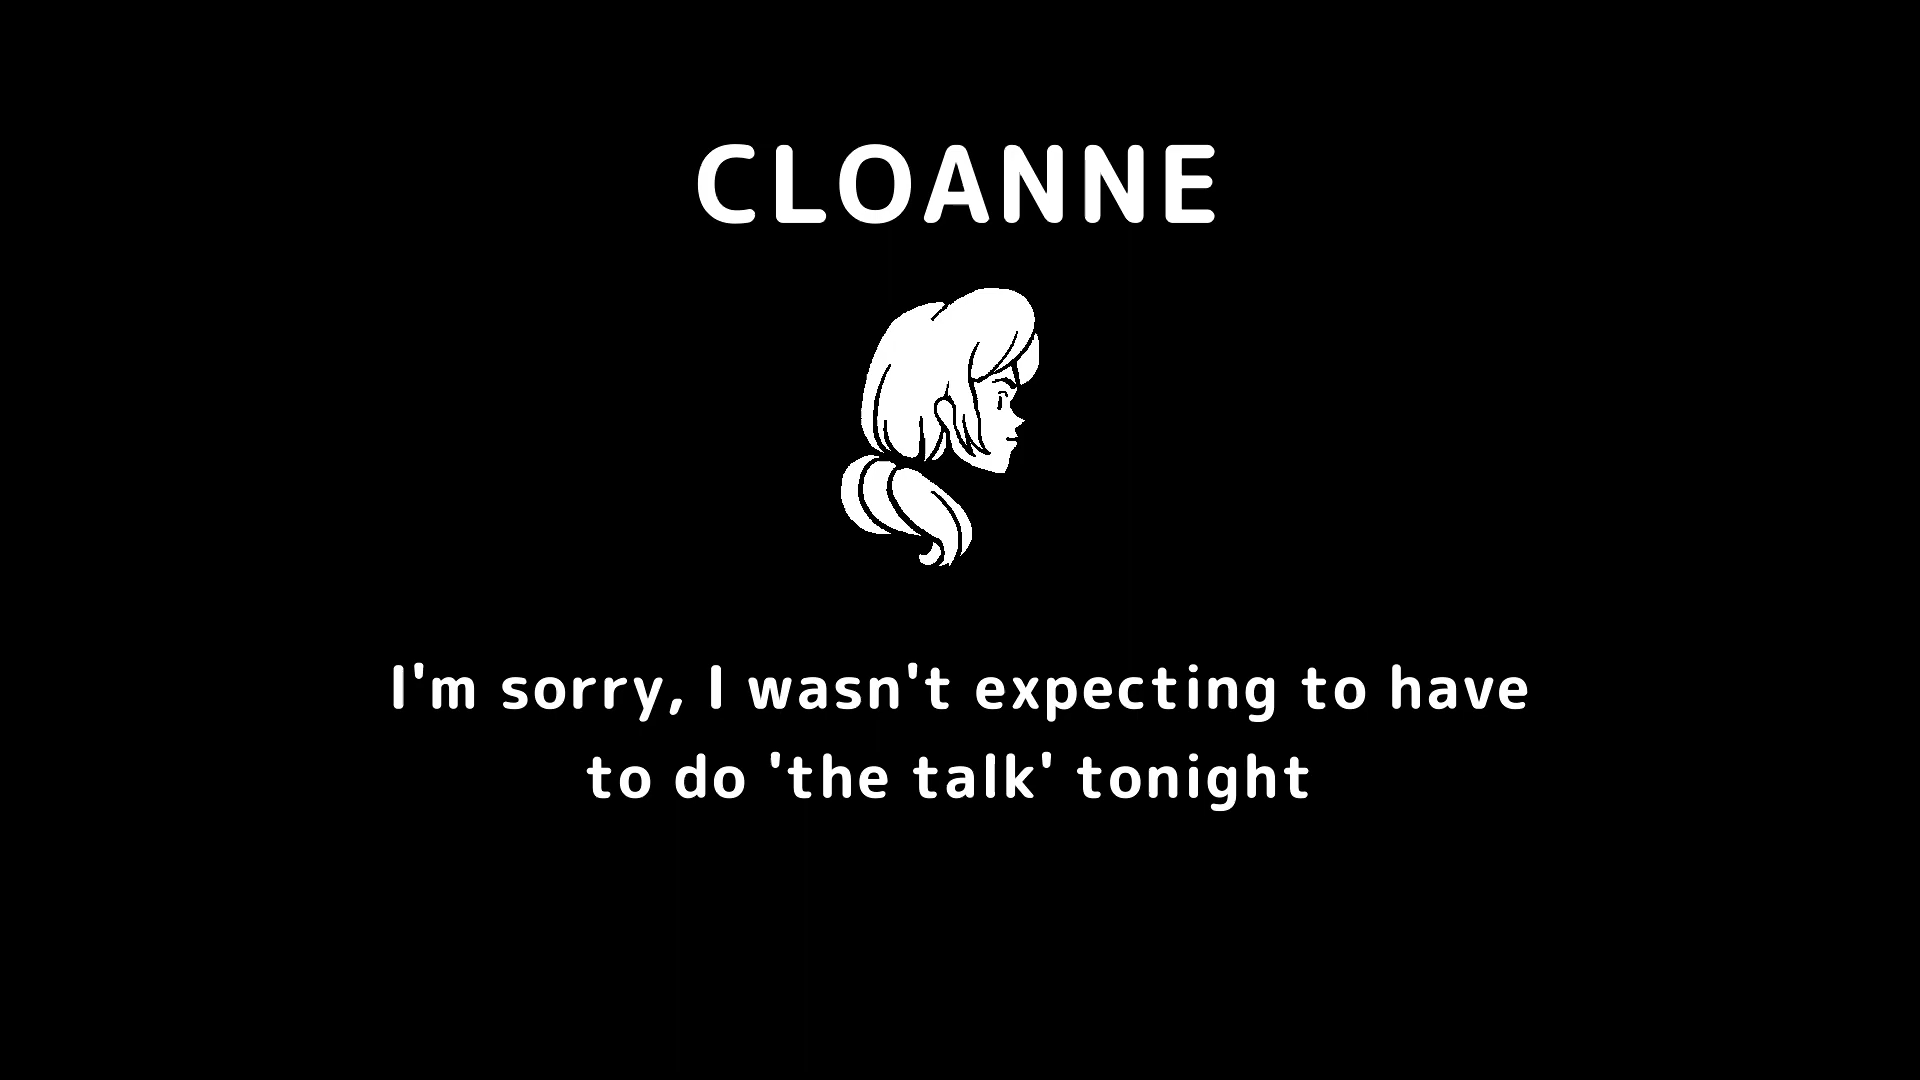 CLOANNE
I'm sorry, I wasn't expecting to have
to do 'the talk' tonight